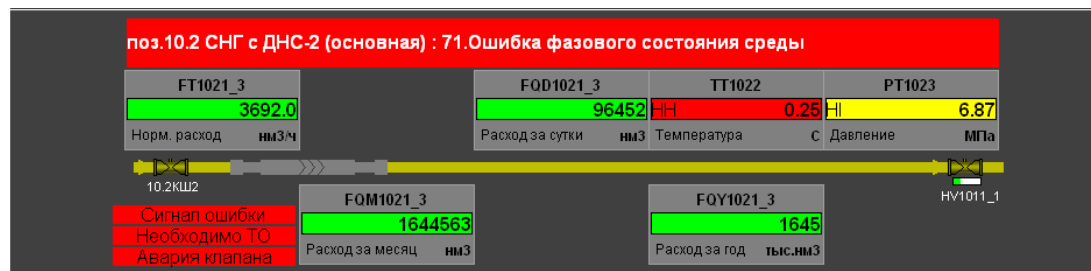 поз.10.2 СНГ с ДНС-2 (основная) : 71.Ошибка фазового состояния среды
FT1021_3
3692.0
Норм. расход нм3/ч
FQD1021_3
96452
Расход за сутки нм3
TT1022
HH 0.25
Температура С
PT1023
HI 6.87
Давление МПа
10.2КШ2
HV1011_1
Сигнал ошибки
Необходимо ТО
Авария клапана
FQM1021_3
1644563
Расход за месяц нм3
FQY1021_3
1645
Расход за год тыс.нм3